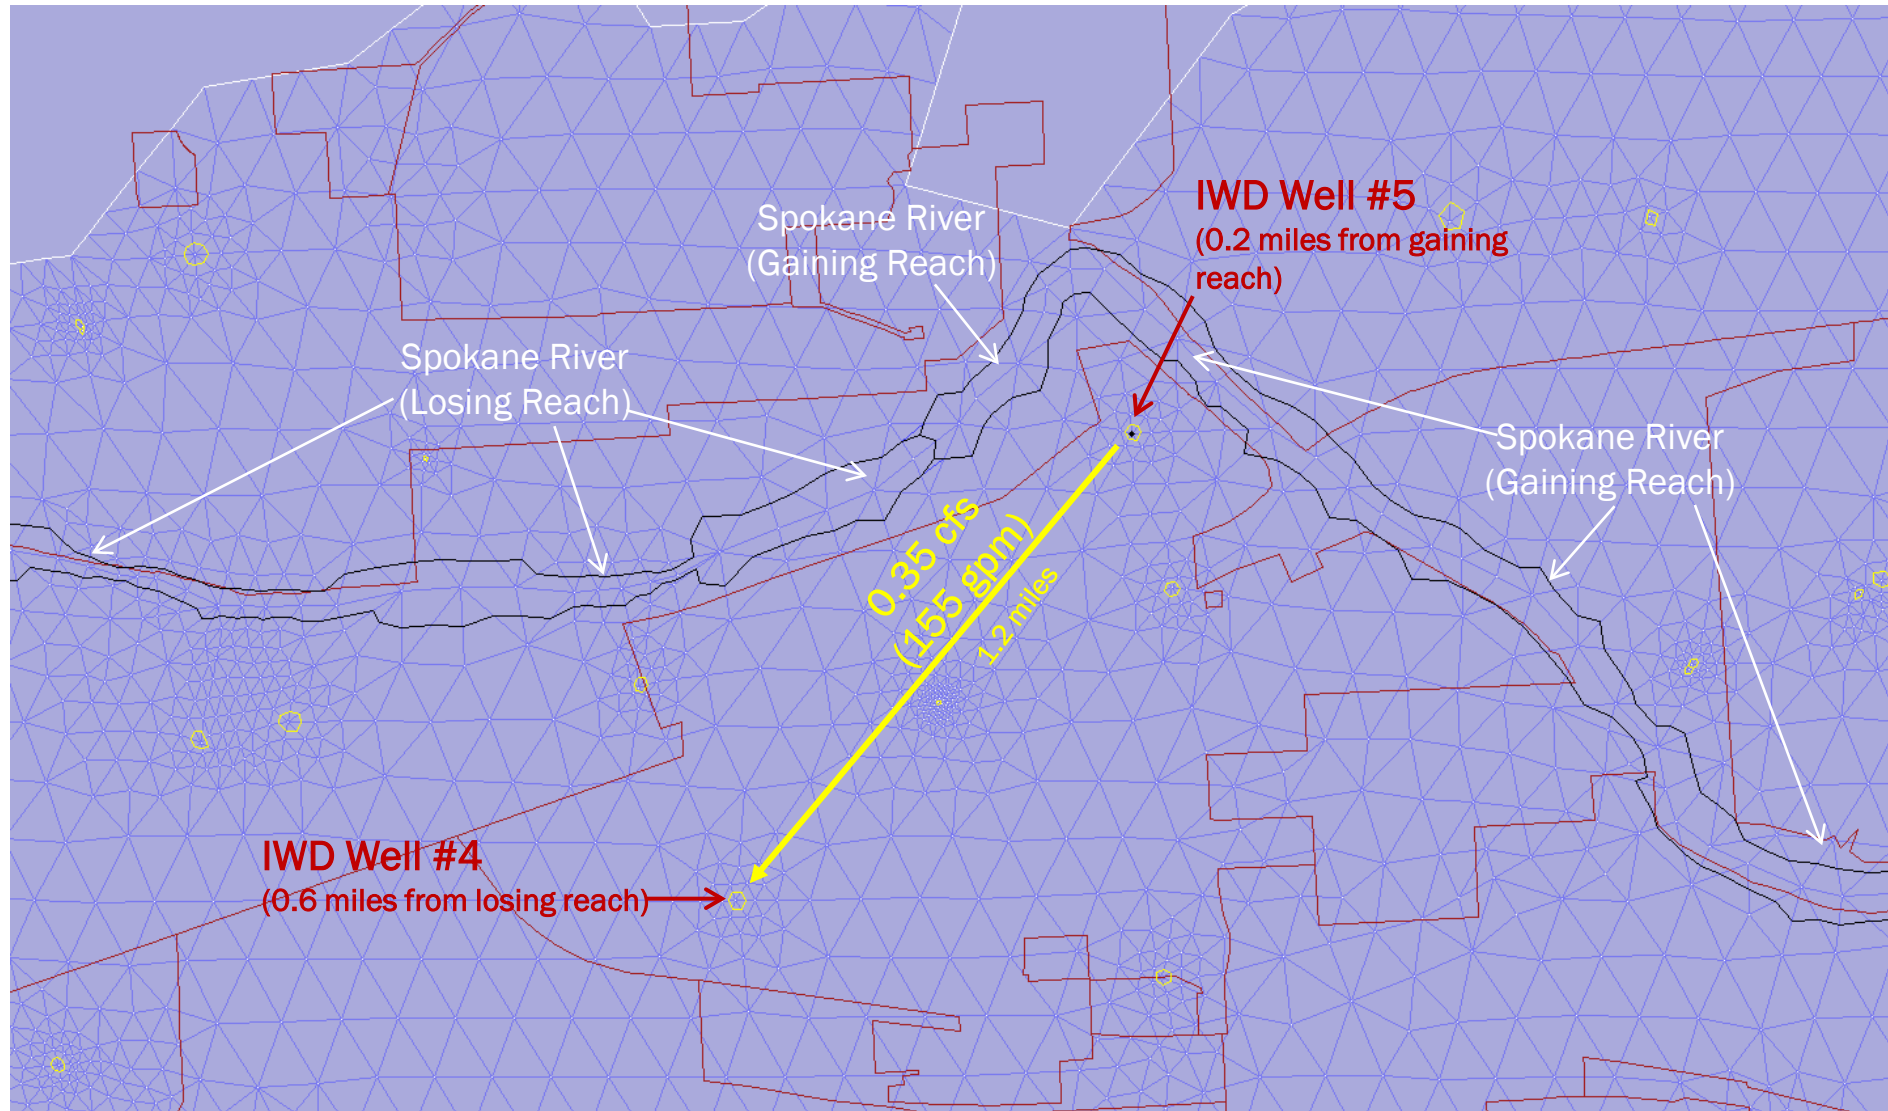 IWD Well #5
(0.2 miles from gaining
reach)
Spokane River
(Gaining Reach)
Spokane River
(Losing Reach)
Spokane River
(Gaining Reach)
0.35 cfs
(155 gpm)
1.2 miles
IWD Well #4
(0.6 miles from losing reach)